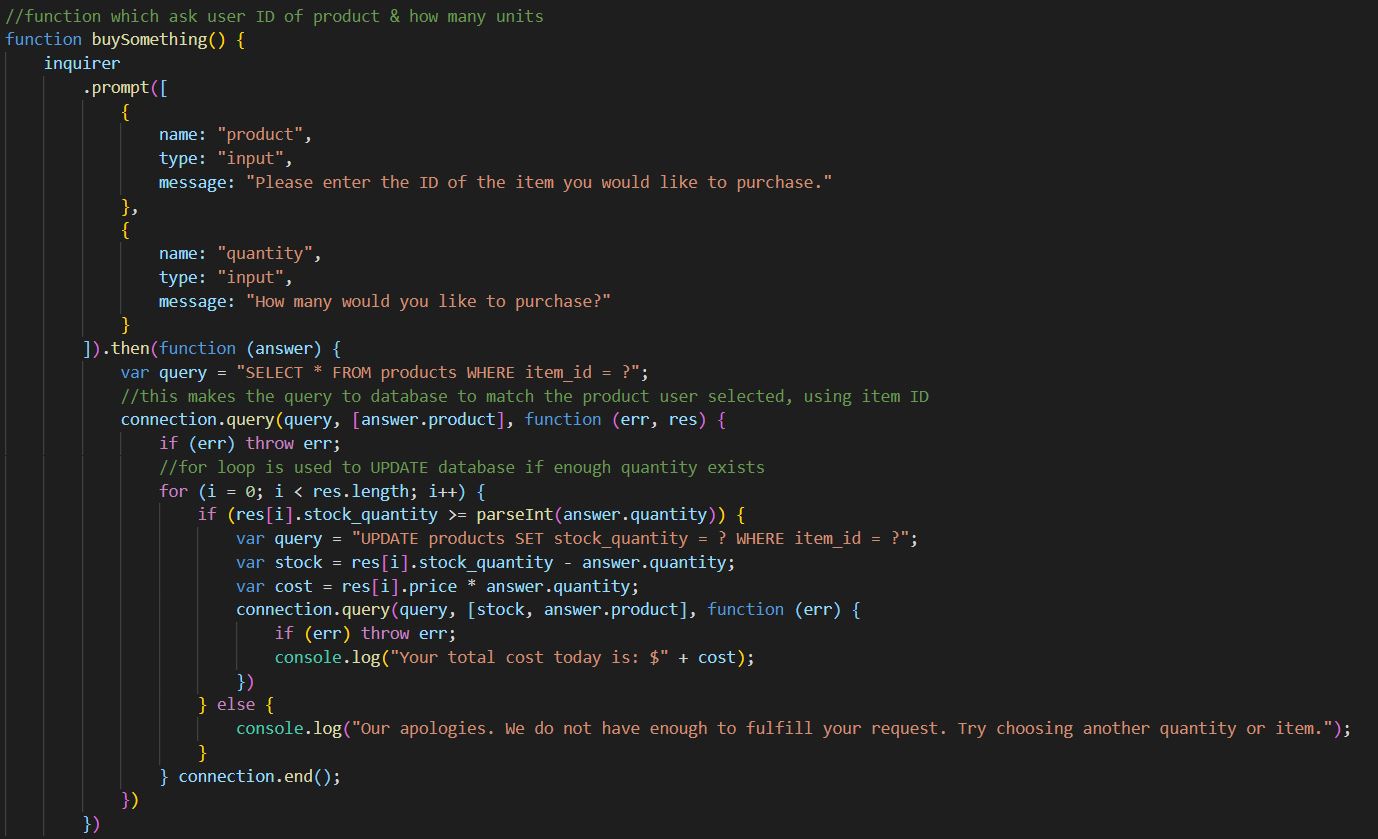 //function which ask user ID of product & how many units
function buySomething() {
    inquirer
        .prompt([
            {
                name: "product",
                type: "input",
                message: "Please enter the ID of the item you would like to purchase."
            },
            {
                name: "quantity",
                type: "input",
                message: "How many would you like to purchase?"
            }
        ]).then(function (answer) {
            var query = "SELECT * FROM products WHERE item_id = ?";
            //this makes the query to database to match the product user selected, using item ID
            connection.query(query, [answer.product], function (err, res) {
                if (err) throw err;
                //for loop is used to UPDATE database if enough quantity exists
                for (i = 0; i < res.length; i++) {
                    if (res[i].stock_quantity >= parseInt(answer.quantity)) {
                        var query = "UPDATE products SET stock_quantity = ? WHERE item_id = ?";
                        var stock = res[i].stock_quantity - answer.quantity;
                        var cost = res[i].price * answer.quantity;
                        connection.query(query, [stock, answer.product], function (err) {
                            if (err) throw err;
                            console.log("Your total cost today is: $" + cost);
                        })
                    } else {
                        console.log("Our apologies. We do not have enough to fulfill your request. Try choosing another quantity or item.");
                    }
                } connection.end();
            })
        })